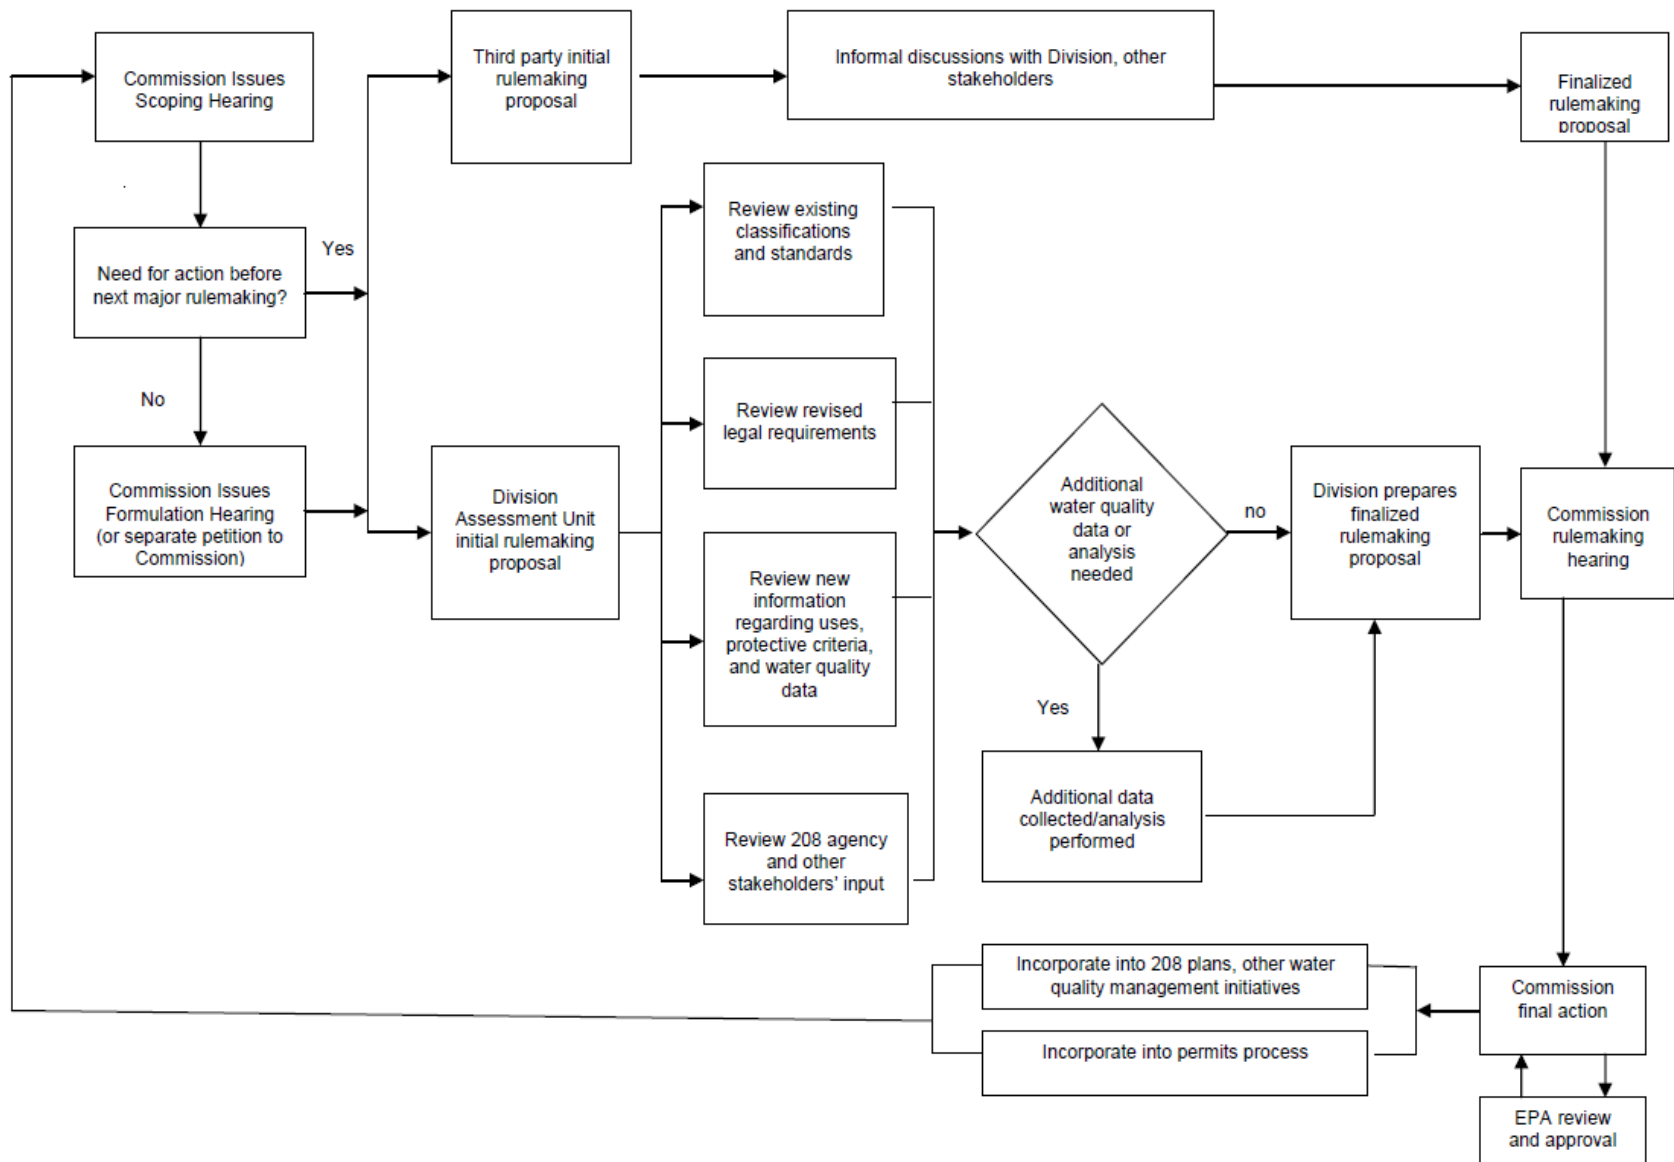 Commission Issues
Scoping Hearing
Third party initial
rulemaking
proposal
Informal discussions with Division, other
stakeholders
Finalized
rulemaking
proposal
Need for action before
next major rulemaking?
Yes
No
Commission Issues
Formulation Hearing
(or separate petition to
Commission)
Division
Assessment Unit
initial rulemaking
proposal
Review existing
classifications
and standards
Review revised
legal requirements
Review new
information
regarding uses,
protective criteria,
and water quality
data
Review 208 agency
and other
stakeholders’ input
Additional
water quality
data or
analysis
needed
no
Yes
Additional data
collected/analysis
performed
Division prepares
finalized
rulemaking
proposal
Commission
rulemaking
hearing
Commission
final action
Incorporate into 208 plans, other water
quality management initiatives
Incorporate into permits process
EPA review
and approval